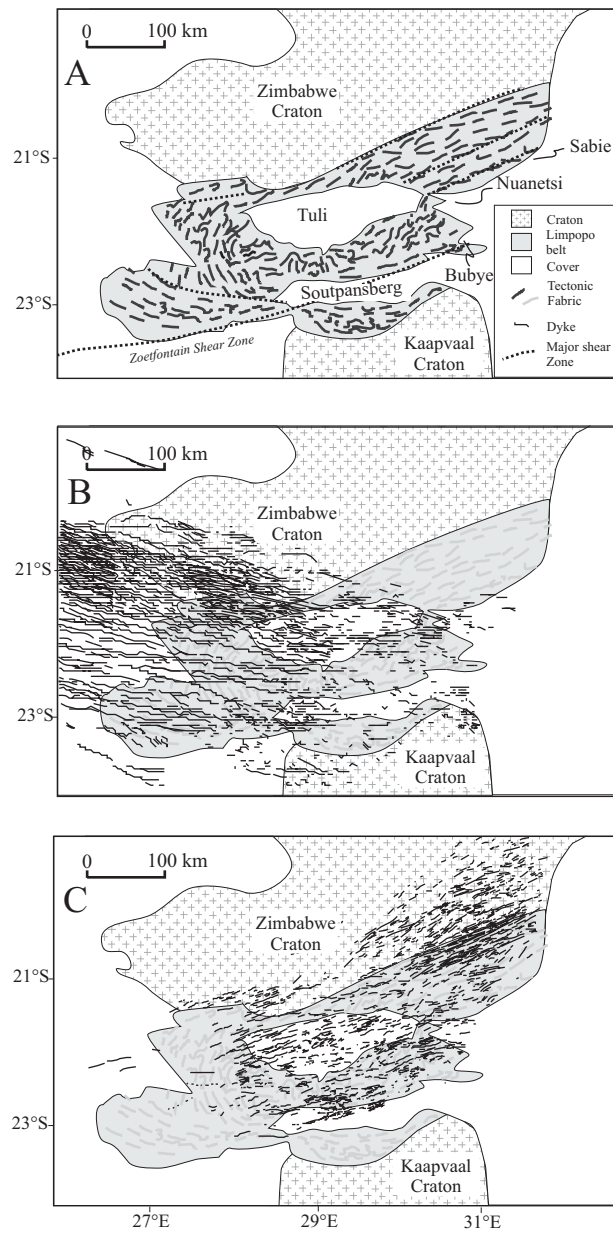 0 100 km
A
Zimbabwe
Craton
21°S
Sabie
Nuanetsi
Tuli
Craton
Limpopo
belt
Cover
Tectonic
Fabric
Dyke
Major shear
Zone
Bubye
Soutpansberg
23°S
Zoetfontain Shear Zone
Kaapvaal
Craton
0 100 km
B
Zimbabwe
Craton
21°S
23°S
Kaapvaal
Craton
0 100 km
C
Zimbabwe
Craton
21°S
23°S
Kaapvaal
Craton
27°E 29°E 31°E